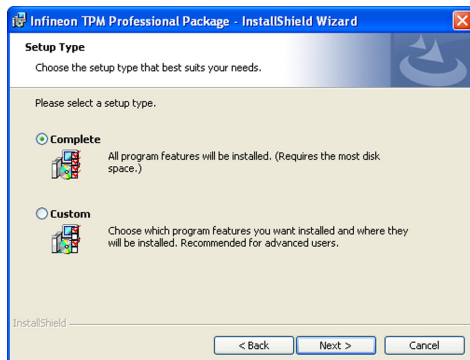 Infineon TPM Professional Package - InstallShield Wizard
Setup Type
Choose the setup type that best suits your needs.
Please select a setup type.
Complete
All program features will be installed. (Requires the most disk
space.)
Custom
Choose which program features you want installed and where they
will be installed. Recommended for advanced users.
InstallShield
< Back
Next >
Cancel